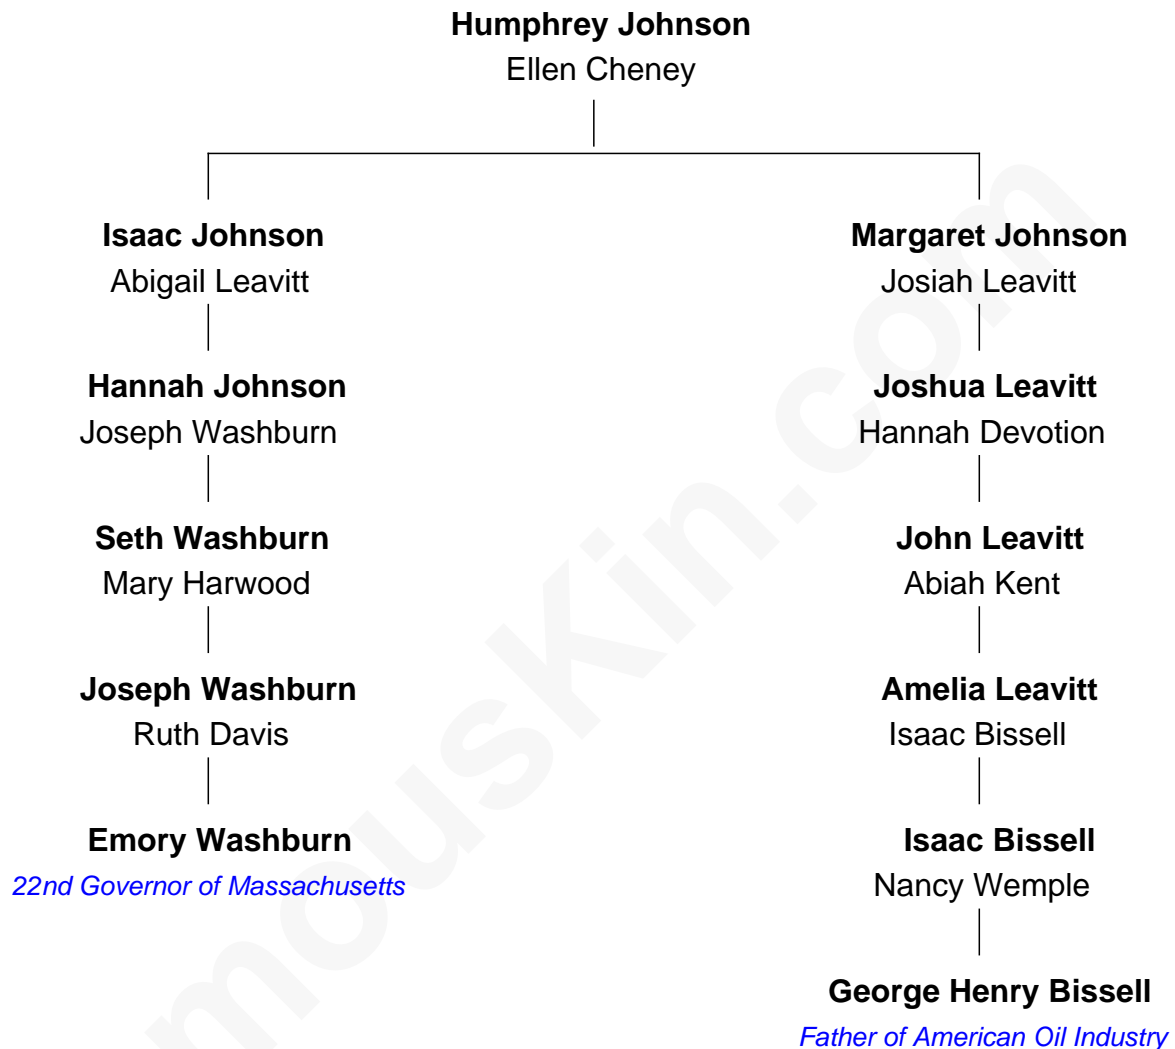 Humphrey Johnson
Ellen Cheney
Isaac Johnson
Abigail Leavitt
Margaret Johnson
Josiah Leavitt
Hannah Johnson
Joseph Washburn
Joshua Leavitt
Hannah Devotion
Seth Washburn
Mary Harwood
John Leavitt
Abiah Kent
Joseph Washburn
Ruth Davis
Amelia Leavitt
Isaac Bissell
Emory Washburn
22nd Governor of Massachusetts
Isaac Bissell
Nancy Wemple
George Henry Bissell
Father of American Oil Industry
mousKin.com